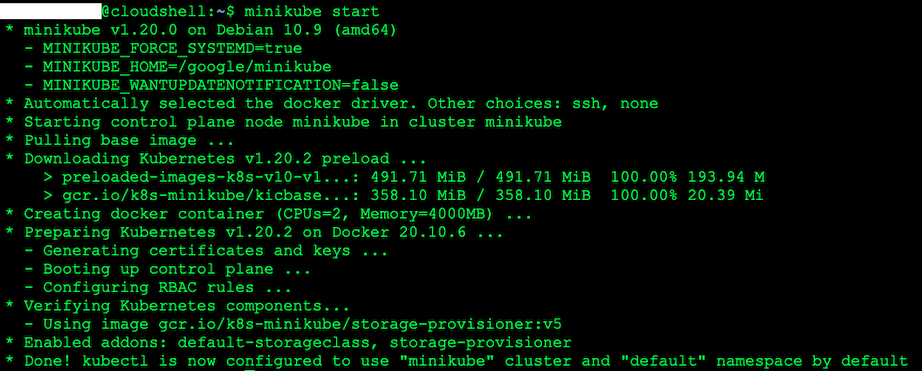 @cloudshell:~$ minikube start
* minikube v1.20.0 on Debian 10.9 (amd64)
  - MINIKUBE_FORCE_SYSTEMD=true
  - MINIKUBE_HOME=/google/minikube
  - MINIKUBE_WANTUPDATENOTIFICATION=false
* Automatically selected the docker driver. Other choices: ssh, none
* Starting control plane node minikube in cluster minikube
* Pulling base image ...
* Downloading Kubernetes v1.20.2 preload ...
    > preloaded-images-k8s-v10-v1...: 491.71 MiB / 491.71 MiB  100.00% 193.94 M
    > gcr.io/k8s-minikube/kicbase...: 358.10 MiB / 358.10 MiB  100.00% 20.39 Mi
* Creating docker container (CPUs=2, Memory=4000MB) ...
* Preparing Kubernetes v1.20.2 on Docker 20.10.6 ...
  - Generating certificates and keys ...
  - Booting up control plane ...
  - Configuring RBAC rules ...
* Verifying Kubernetes components...
  - Using image gcr.io/k8s-minikube/storage-provisioner:v5
* Enabled addons: default-storageclass, storage-provisioner
* Done! kubectl is now configured to use "minikube" cluster and "default" namespace by default